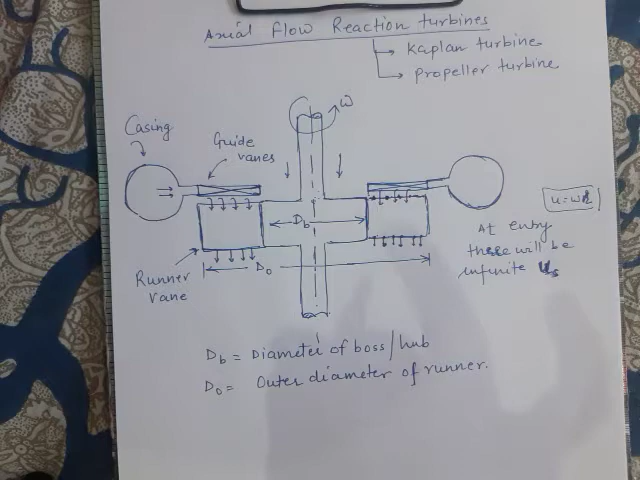 Axial Flow Reaction turbines
→ Kaplan turbine
→ propeller turbine
ω
Casing
Guide
vanes
Db
Runner
vane
Do
u=ωr
At entry
there will be
infinite us
Db = Diameter of boss/hub
Do = Outer diameter of runner.